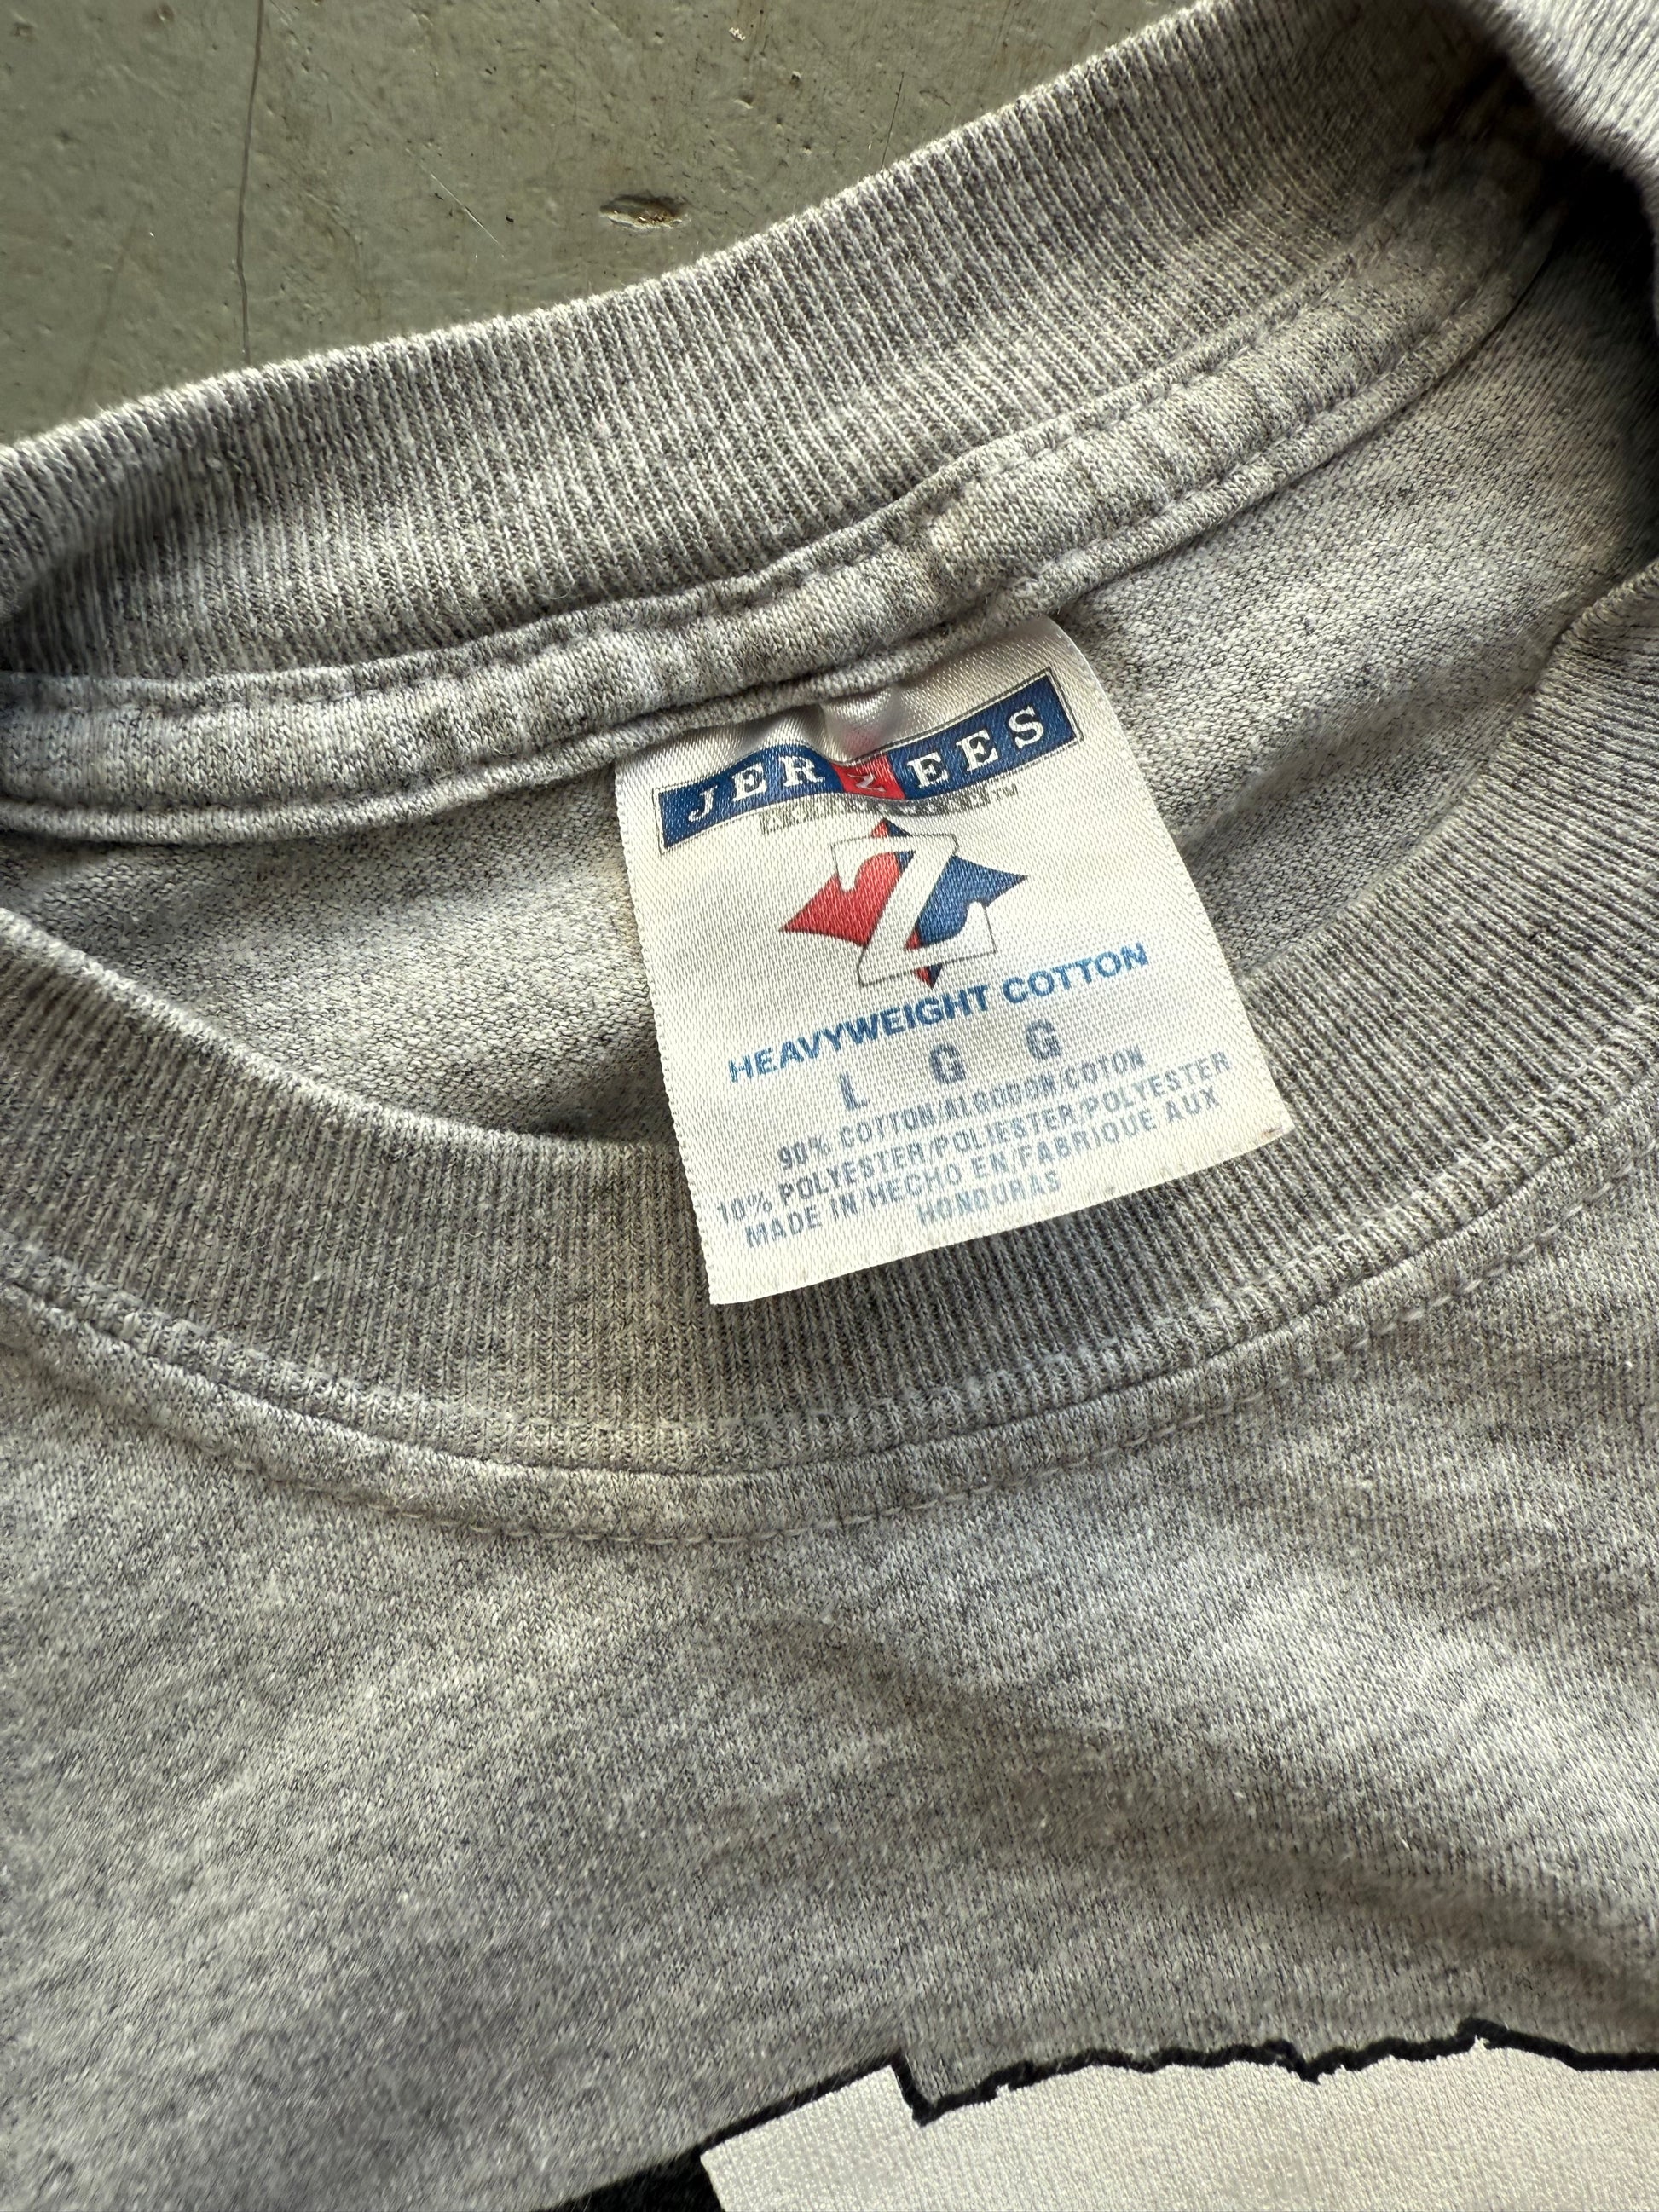 JERZEES
Z
HEAVYWEIGHT COTTON
L G G
90% COTTON/ALGODON/COTON
10% POLYESTER/POLIESTER/POLYESTER
MADE IN/HECHO EN/FABRIQUE AUX
HONDURAS